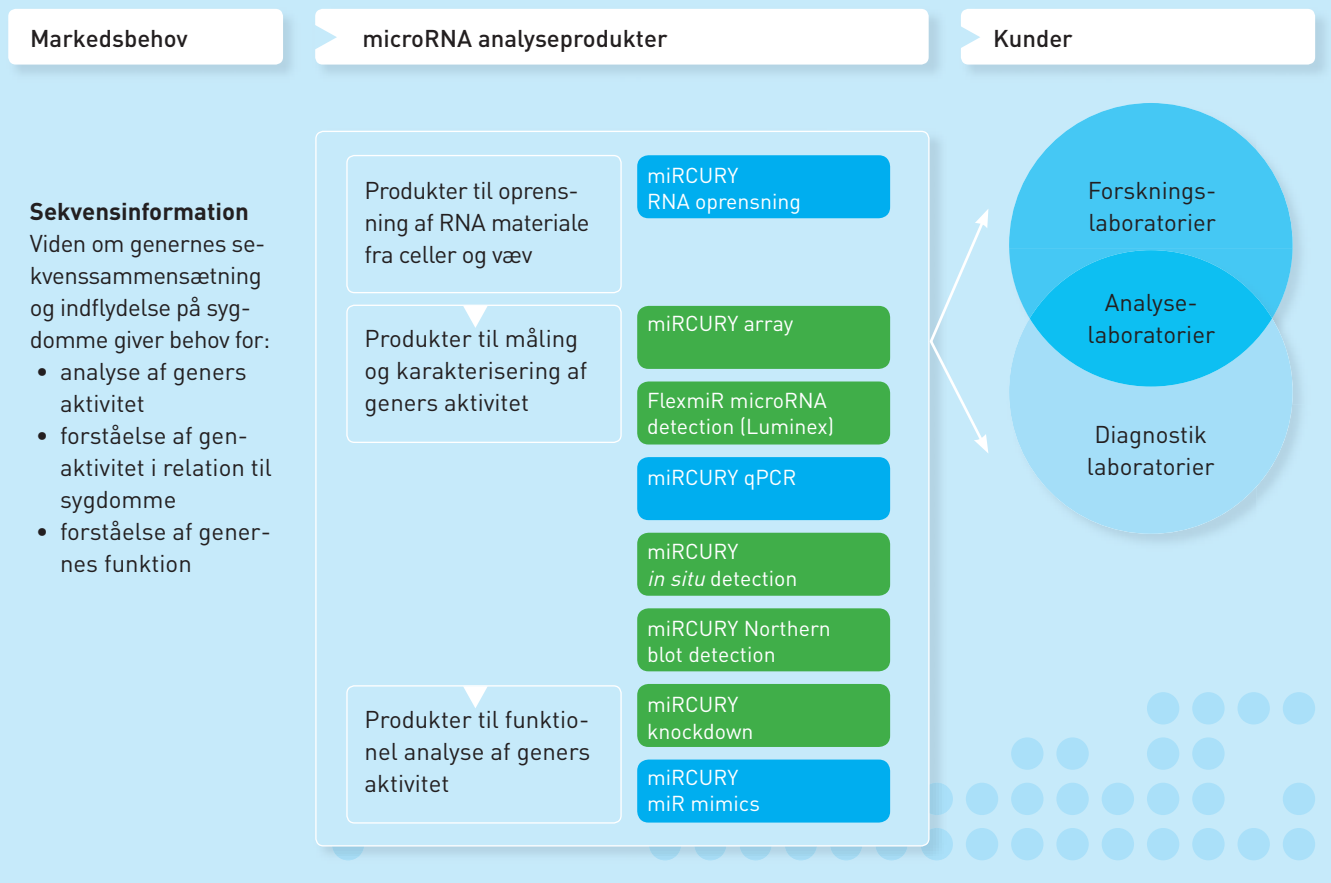 Markedsbehov
microRNA analyseprodukter
Kunder
Sekvensinformation
Viden om genernes se-
kvenssammensætning
og indflydelse på syg-
domme giver behov for:
• analyse af geners
aktivitet
• forståelse af gen-
aktivitet i relation til
sygdomme
• forståelse af gener-
nes funktion
Produkter til oprens-
ning af RNA materiale
fra celler og væv
miRCURY
RNA oprensning
Produkter til måling
og karakterisering af
geners aktivitet
miRCURY array
FlexmiR microRNA
detection (Luminex)
miRCURY qPCR
miRCURY
in situ detection
miRCURY Northern
blot detection
Produkter til funktio-
nel analyse af geners
aktivitet
miRCURY
knockdown
miRCURY
miR mimics
Forsknings-
laboratorier
Analyse-
laboratorier
Diagnostik
laboratorier